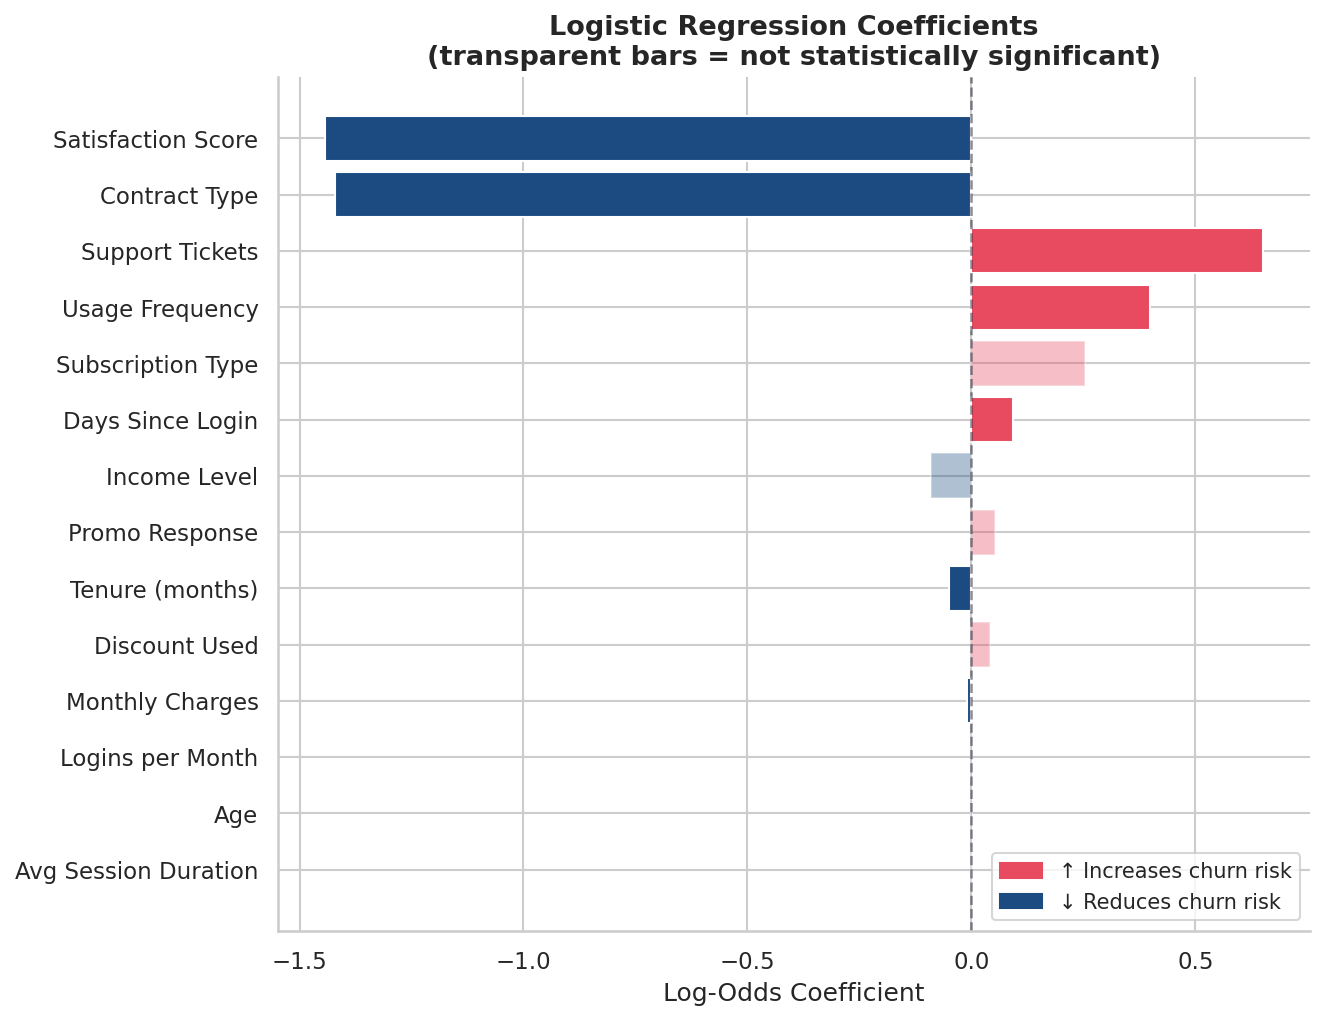 Logistic Regression Coefficients
(transparent bars = not statistically significant)
Satisfaction Score
Contract Type
Support Tickets
Usage Frequency
Subscription Type
Days Since Login
Income Level
Promo Response
Tenure (months)
Discount Used
Monthly Charges
Logins per Month
Age
Avg Session Duration
↑ Increases churn risk
↓ Reduces churn risk
−1.5 −1.0 −0.5 0.0 0.5
Log-Odds Coefficient